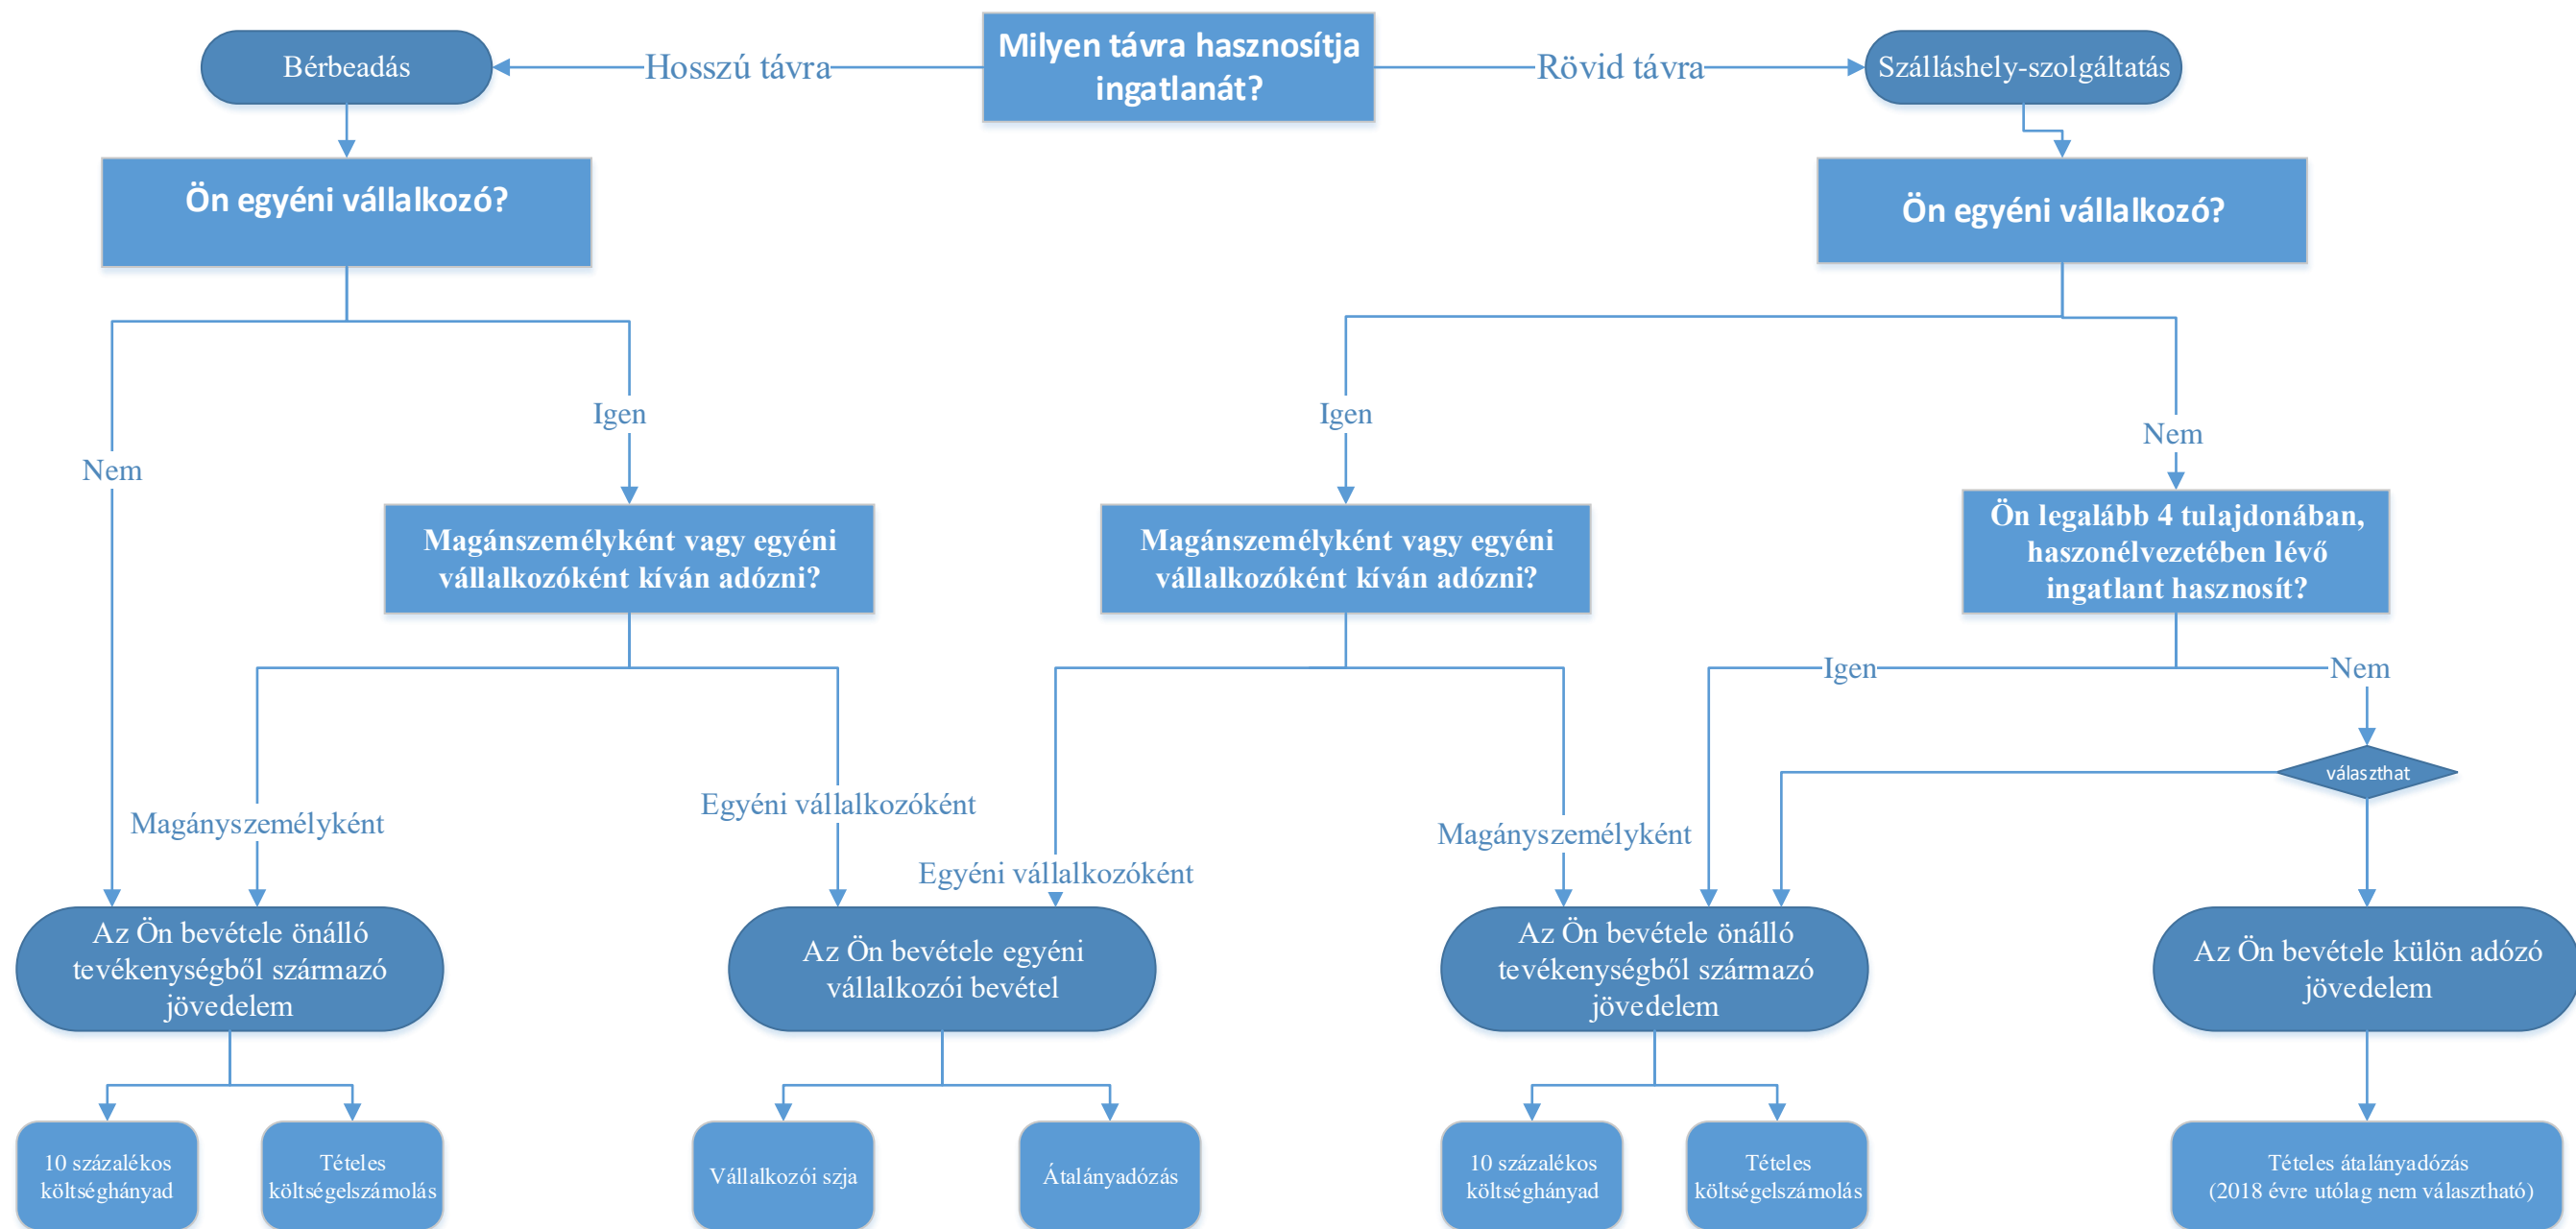 Milyen távra hasznosítja
ingatlanát?
Bérbeadás
Hosszú távra
Rövid távra
Szálláshely-szolgáltatás
Ön egyéni vállalkozó?
Ön egyéni vállalkozó?
Nem
Igen
Igen
Nem
Magánszemélyként vagy egyéni
vállalkozóként kíván adózni?
Magánszemélyként vagy egyéni
vállalkozóként kíván adózni?
Ön legalább 4 tulajdonában,
haszonélvezetében lévő
ingatlant hasznosít?
Igen
Nem
választhat
Magányszemélyként
Egyéni vállalkozóként
Egyéni vállalkozóként
Magányszemélyként
Az Ön bevétele önálló
tevékenységből származó
jövedelem
Az Ön bevétele egyéni
vállalkozói bevétel
Az Ön bevétele önálló
tevékenységből származó
jövedelem
Az Ön bevétele külön adózó
jövedelem
10 százalékos
költséghányad
Tételes
költségelszámolás
Vállalkozói szja
Átalányadózás
10 százalékos
költséghányad
Tételes
költségelszámolás
Tételes átalányadózás
(2018 évre utólag nem választható)